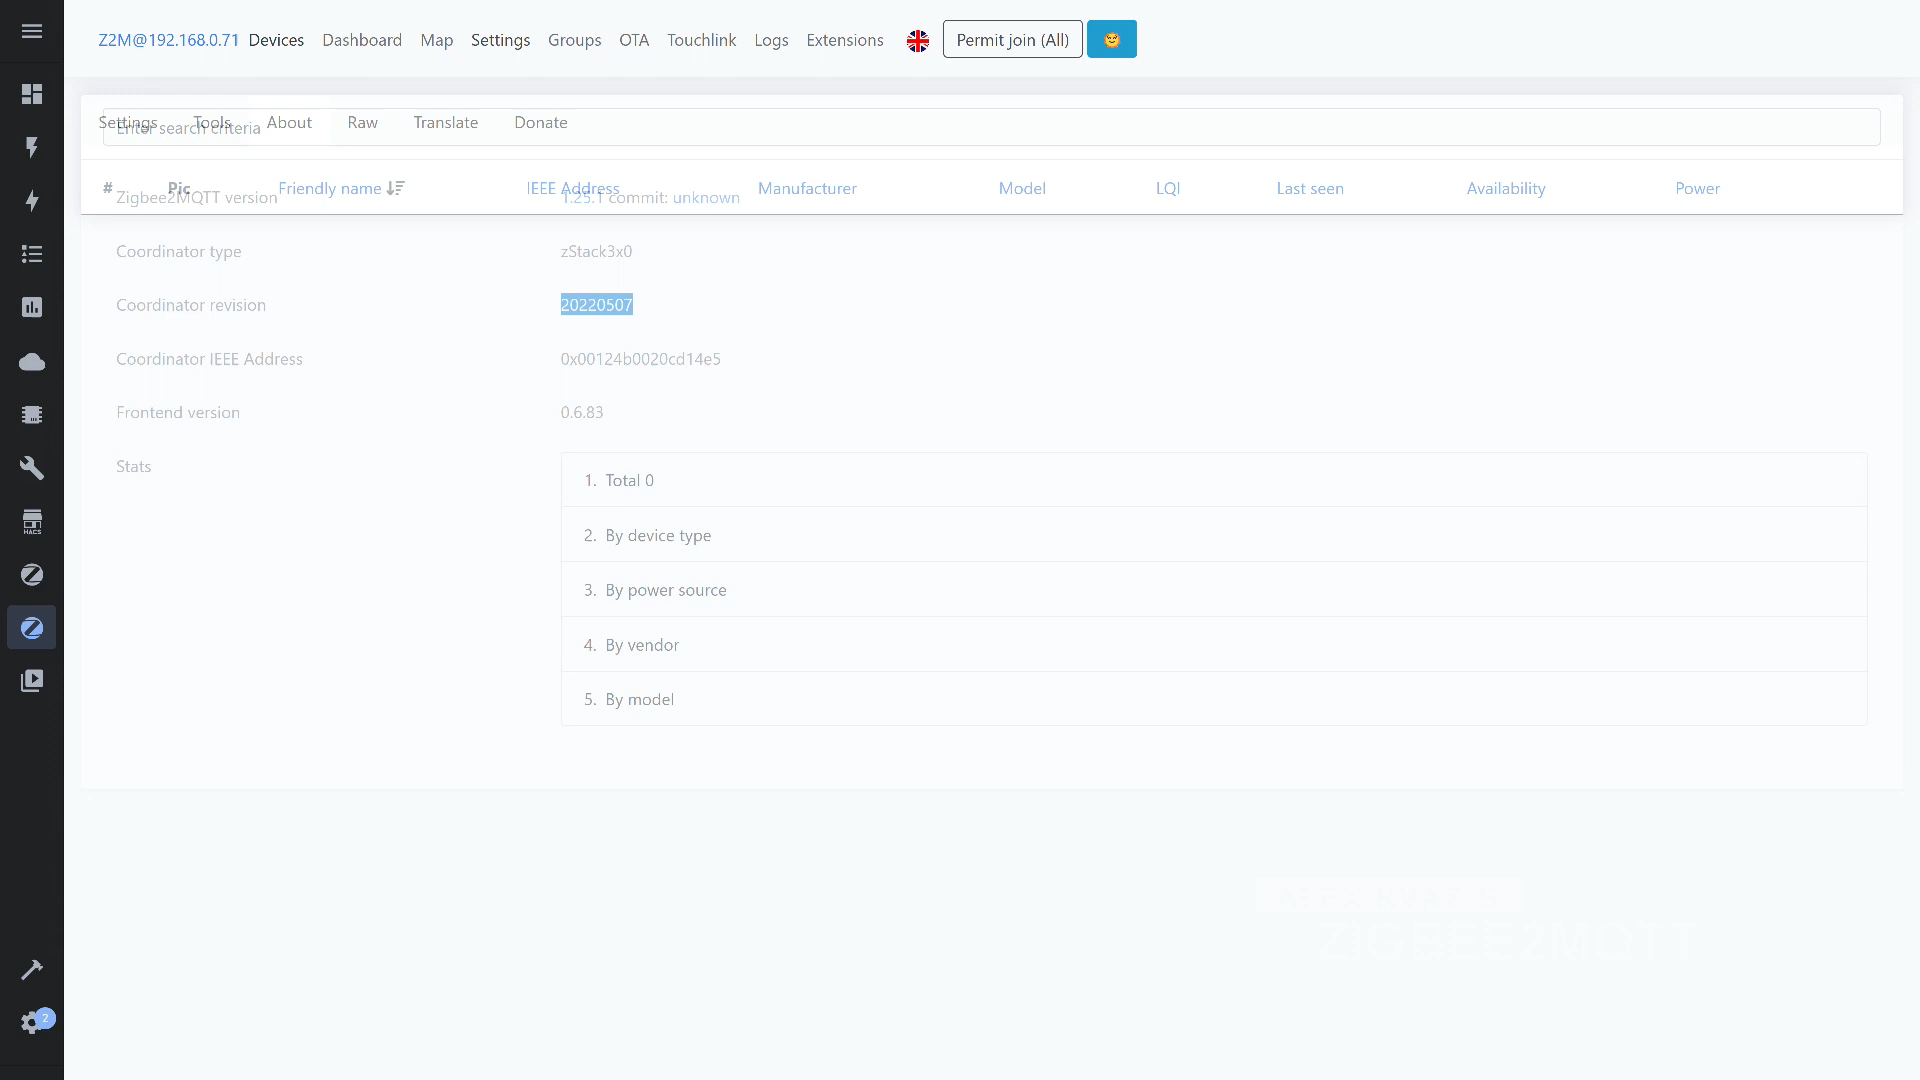 Z2M@192.168.0.71 Devices Dashboard Map Settings Groups OTA Touchlink Logs Extensions Permit join (All)
Settings Tools About Raw Translate Donate
Enter search criteria
# Pic Friendly name IEEE Address Manufacturer Model LQI Last seen Availability Power
Zigbee2MQTT version 1.25.1 commit: unknown
Coordinator type zStack3x0
Coordinator revision 20220507
Coordinator IEEE Address 0x00124b0020cd14e5
Frontend version 0.6.83
Stats
1. Total 0
2. By device type
3. By power source
4. By vendor
5. By model
HACS
ZIGBEE2MQTT
2